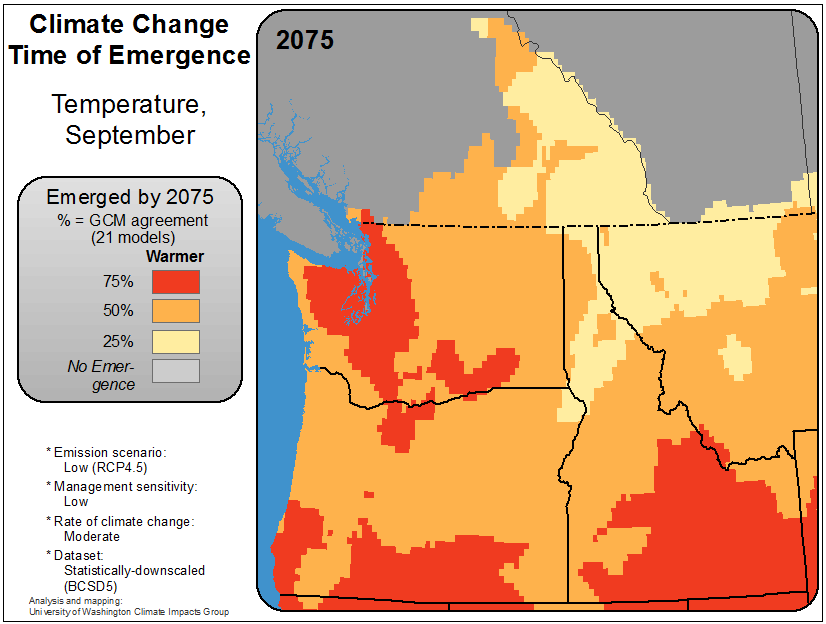 Climate Change
Time of Emergence
Temperature,
September
Emerged by 2075
% = GCM agreement
(21 models)
Warmer
75%
50%
25%
No Emer-
gence
* Emission scenario:
Low (RCP4.5)
* Management sensitivity:
Low
* Rate of climate change:
Moderate
* Dataset:
Statistically-downscaled
(BCSD5)
Analysis and mapping:
University of Washington Climate Impacts Group
2075